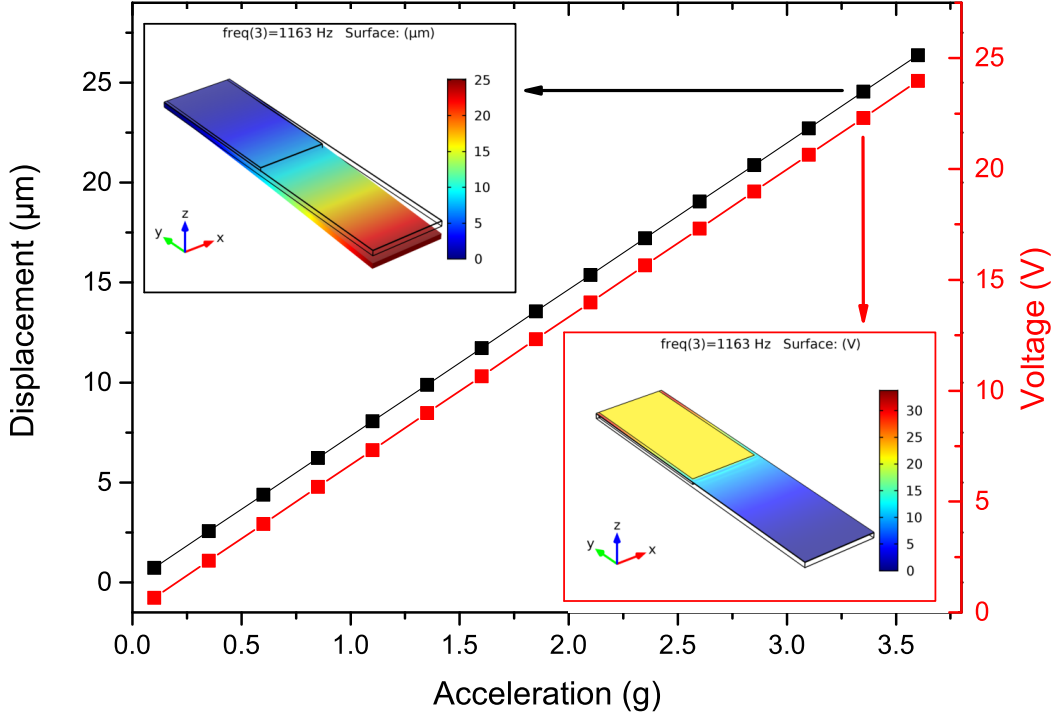 freq(3)=1163 Hz Surface: (μm)
25
20
15
10
5
0
z
y
x
Displacement (μm)
25
20
15
10
5
0
Voltage (V)
25
20
15
10
5
0
freq(3)=1163 Hz Surface: (V)
30
25
20
15
10
5
0
z
y
x
0.0 0.5 1.0 1.5 2.0 2.5 3.0 3.5
Acceleration (g)